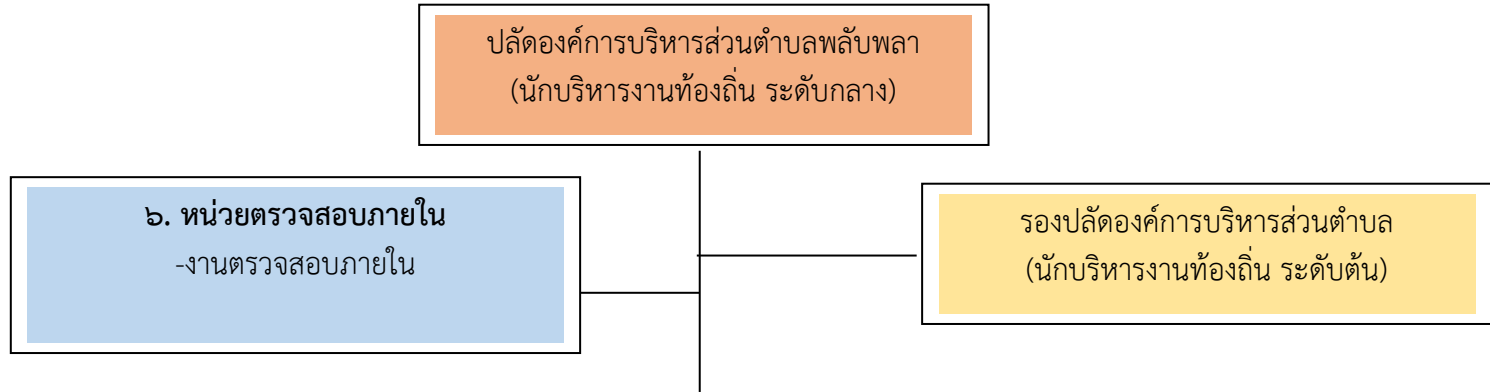 ปลัดองค์การบริหารส่วนตำบลพลับพลา
(นักบริหารงานท้องถิ่น ระดับกลาง)
๖. หน่วยตรวจสอบภายใน
-งานตรวจสอบภายใน
รองปลัดองค์การบริหารส่วนตำบล
(นักบริหารงานท้องถิ่น ระดับต้น)